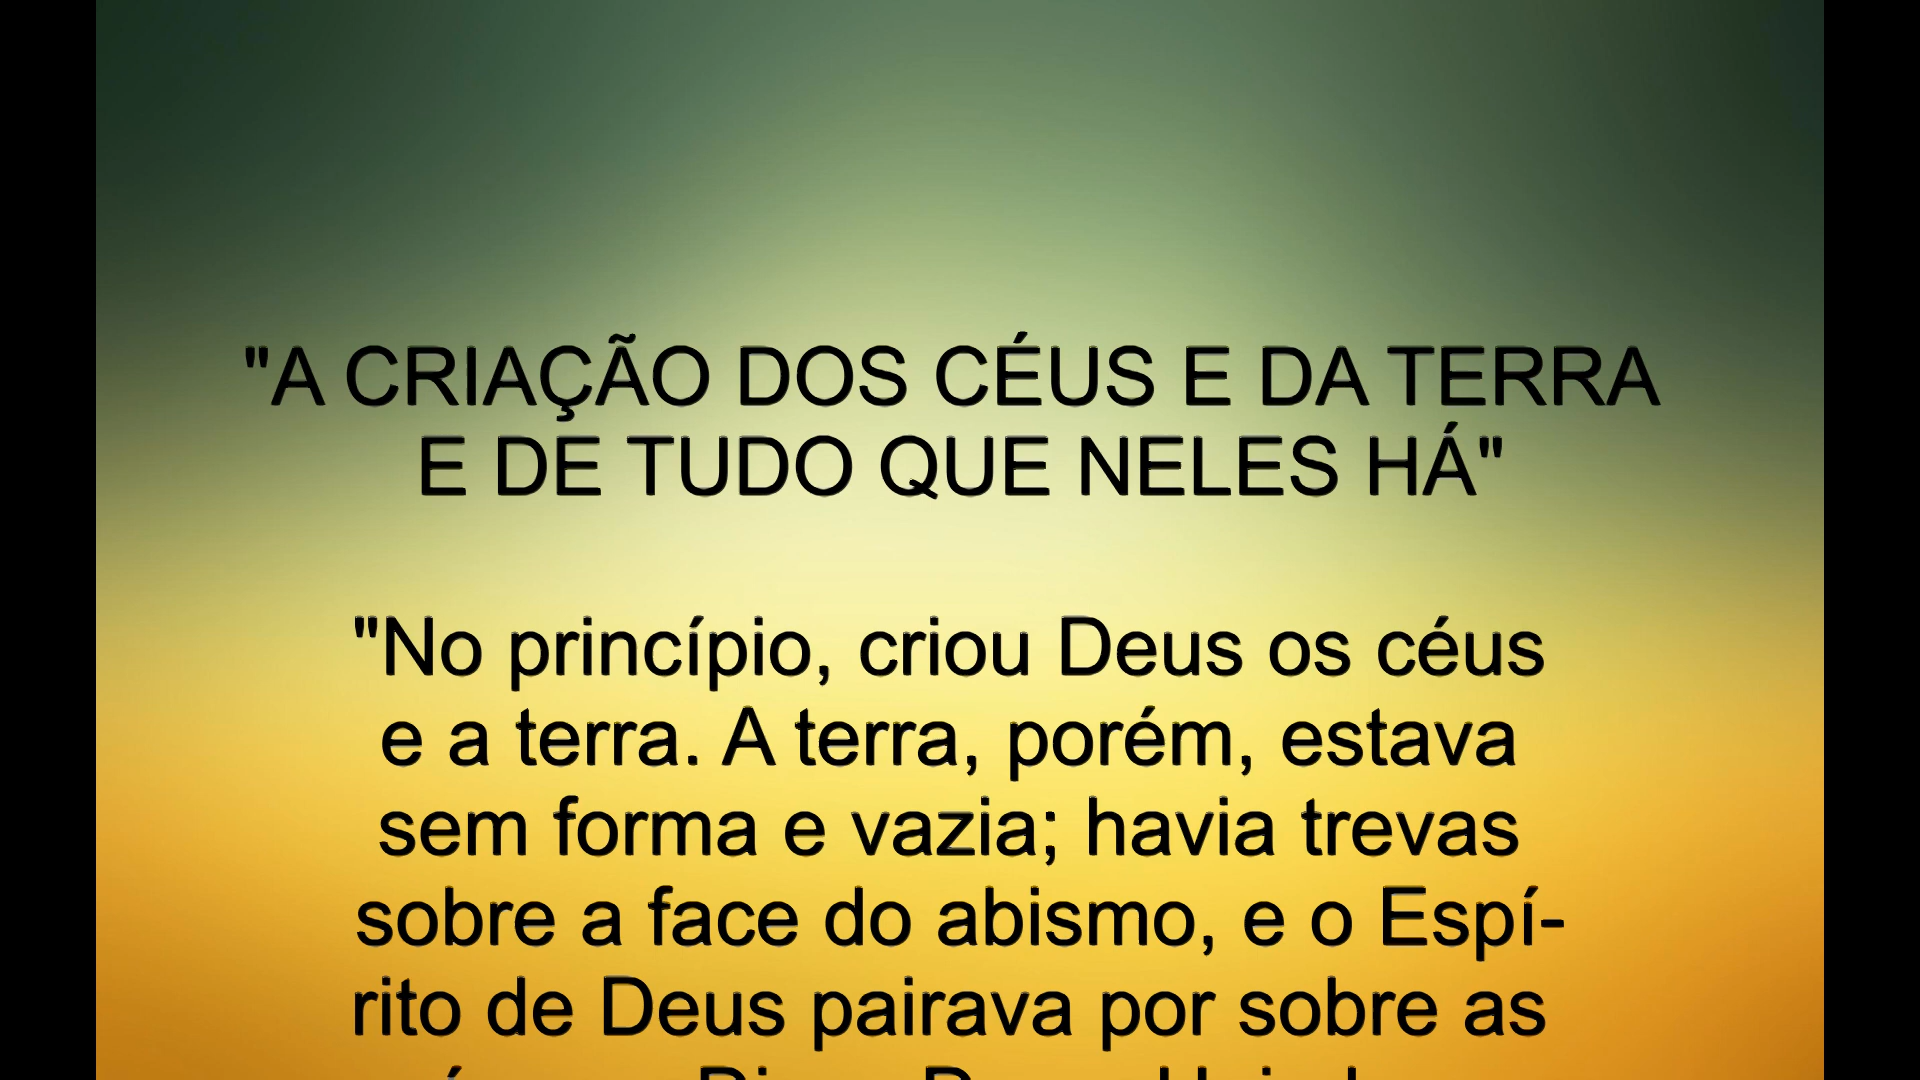 "A CRIAÇÃO DOS CÉUS E DA TERRA
E DE TUDO QUE NELES HÁ"
"No princípio, criou Deus os céus
e a terra. A terra, porém, estava
sem forma e vazia; havia trevas
sobre a face do abismo, e o Espí-
rito de Deus pairava por sobre as